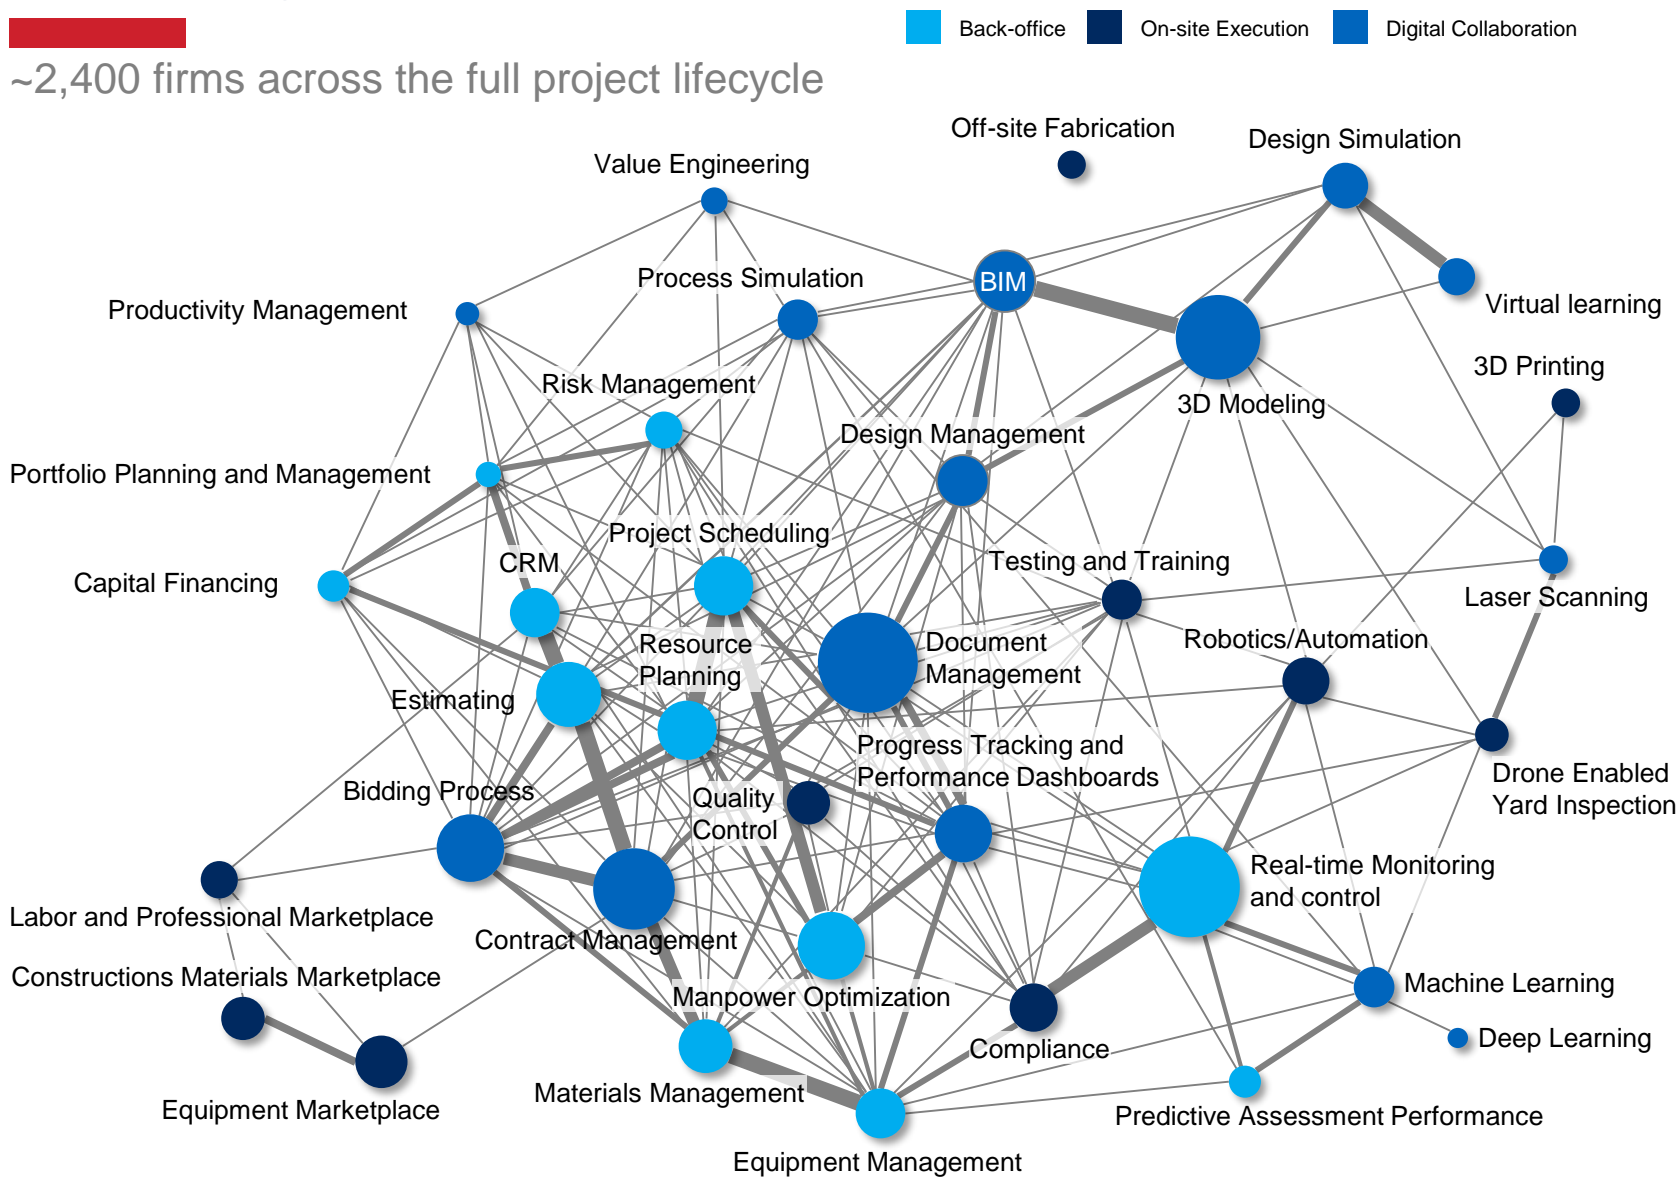 Back-office
On-site Execution
Digital Collaboration
~2,400 firms across the full project lifecycle
Off-site Fabrication
Design Simulation
Value Engineering
Process Simulation
BIM
Productivity Management
Virtual learning
3D Printing
Risk Management
3D Modeling
Design Management
Portfolio Planning and Management
Project Scheduling
CRM
Testing and Training
Capital Financing
Laser Scanning
Resource
Planning
Document
Management
Robotics/Automation
Estimating
Progress Tracking and
Performance Dashboards
Drone Enabled
Yard Inspection
Bidding Process
Quality
Control
Real-time Monitoring
and control
Labor and Professional Marketplace
Contract Management
Constructions Materials Marketplace
Manpower Optimization
Machine Learning
Compliance
Deep Learning
Materials Management
Equipment Marketplace
Predictive Assessment Performance
Equipment Management